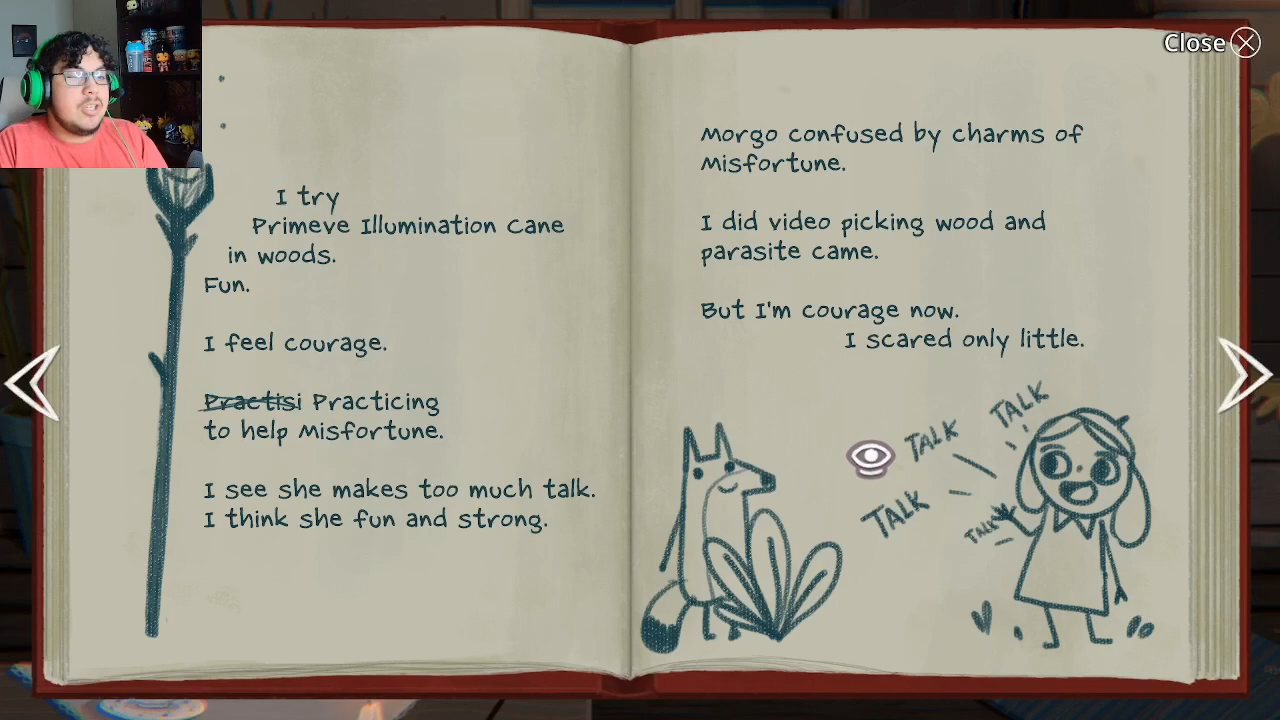 Close
I try
Primeve Illumination Cane
in woods.
Fun.
I feel courage.
Practisi Practicing
to help Misfortune.
I see she makes too much talk.
I think she fun and strong.
Morgo confused by charms of
Misfortune.
I did video picking wood and
parasite came.
But I'm courage now.
I scared only little.
TALK
TALK
TALK
TALK